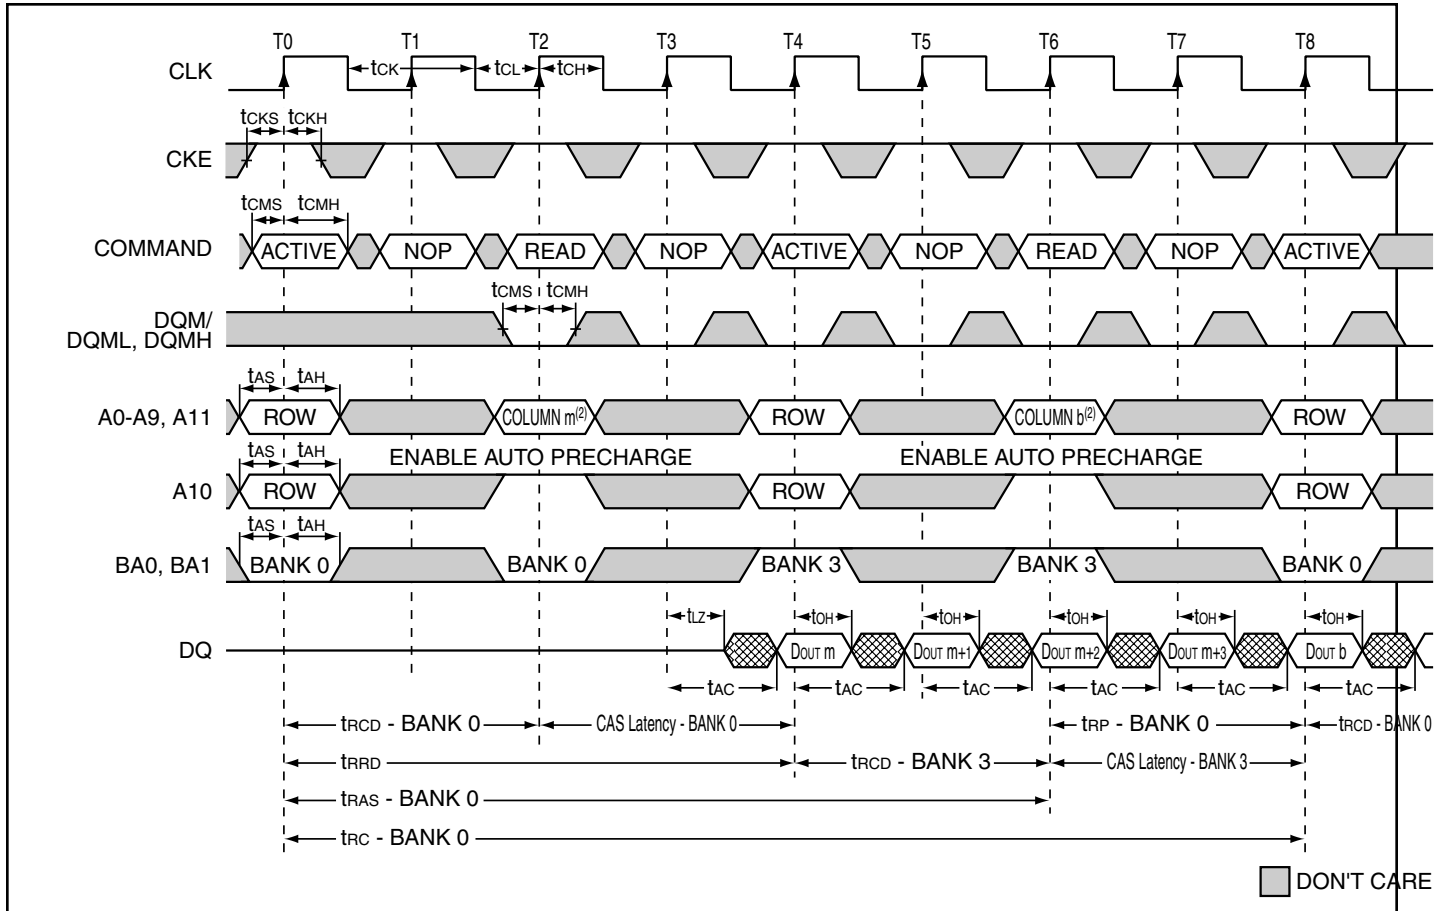 T0 T1 T2 T3 T4 T5 T6 T7 T8
CLK tCK tCL tCH
tCKS tCKH
CKE
tCMS tCMH
COMMAND ACTIVE NOP READ NOP ACTIVE NOP READ NOP ACTIVE
tCMS tCMH
DQM/
DQML, DQMH
tAS tAH
A0-A9, A11 ROW COLUMN m(2) ROW COLUMN b(2) ROW
tAS tAH ENABLE AUTO PRECHARGE ENABLE AUTO PRECHARGE
A10 ROW ROW ROW
tAS tAH
BA0, BA1 BANK 0 BANK 0 BANK 3 BANK 3 BANK 0
tLZ tOH tOH tOH tOH tOH
DQ DOUT m DOUT m+1 DOUT m+2 DOUT m+3 DOUT b
tAC tAC tAC tAC tAC tAC
tRCD - BANK 0 CAS Latency - BANK 0 tRP - BANK 0 tRCD - BANK 0
tRRD tRCD - BANK 3 CAS Latency - BANK 3
tRAS - BANK 0
tRC - BANK 0
DON'T CARE